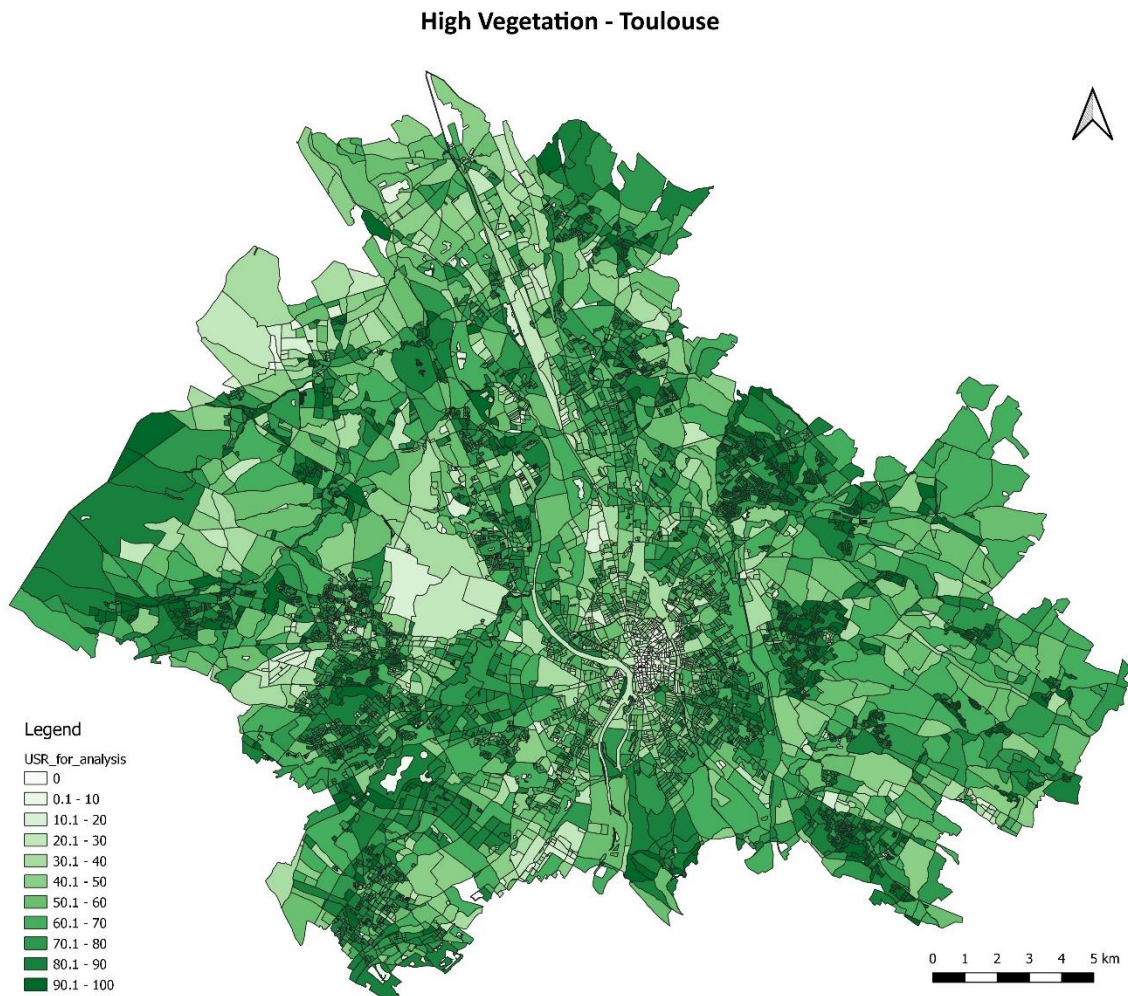 High Vegetation - Toulouse
Legend
USR_for_analysis
0
0.1 - 10
10.1 - 20
20.1 - 30
30.1 - 40
40.1 - 50
50.1 - 60
60.1 - 70
70.1 - 80
80.1 - 90
90.1 - 100
0 1 2 3 4 5 km